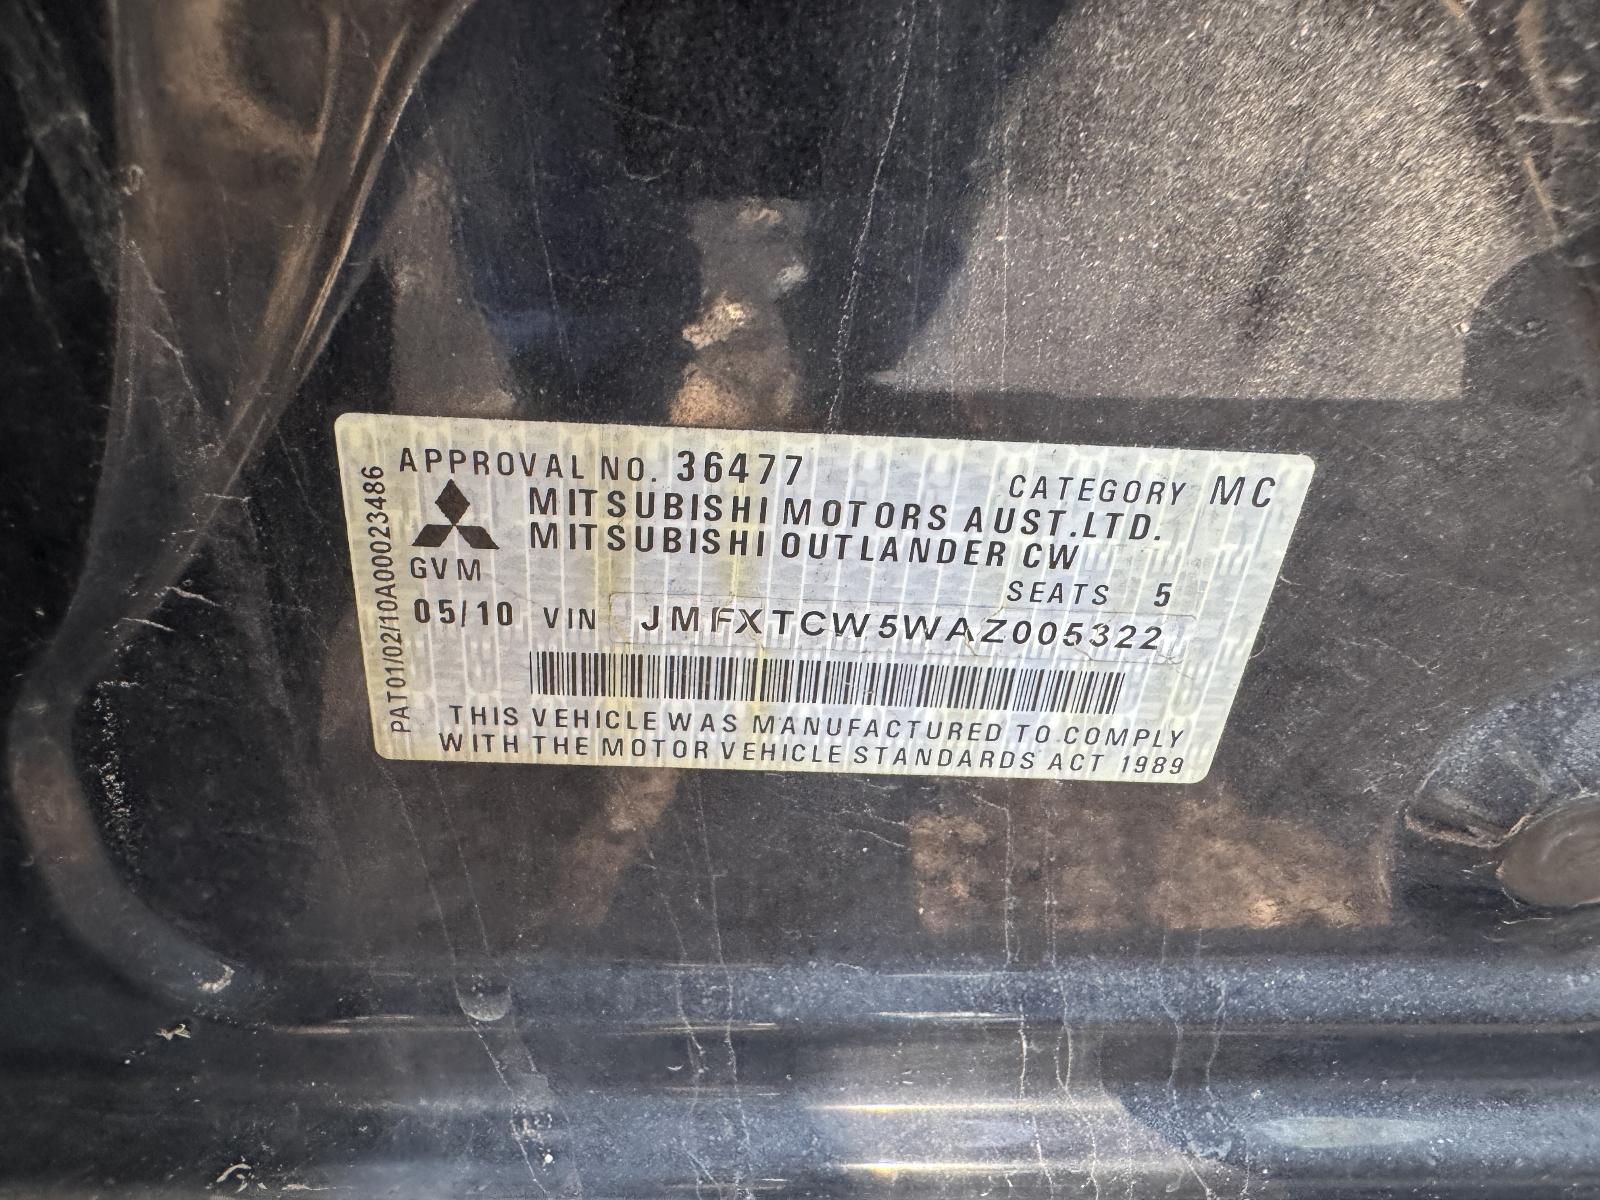 APPROVAL NO. 36477
CATEGORY MC
MITSUBISHI MOTORS AUST.LTD.
MITSUBISHI OUTLANDER CW
GVM
SEATS 5
05/10 VIN JMFXTCW5WAZ005322
THIS VEHICLE WAS MANUFACTURED TO COMPLY
WITH THE MOTOR VEHICLE STANDARDS ACT 1989
PAT01/02/10A00023486